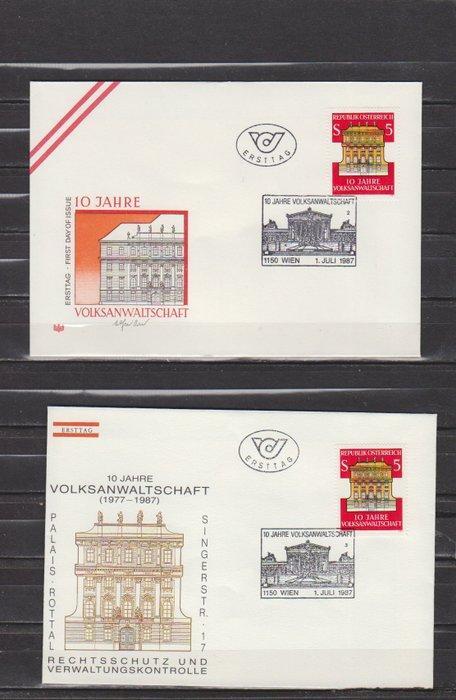 ERSTTAG
REPUBLIK ÖSTERREICH
S 5
10 JAHRE
VOLKSANWALTSCHAFT
10 JAHRE VOLKSANWALTSCHAFT
2
1150 WIEN 1. JULI 1987
ERSTTAG · FIRST DAY OF ISSUE
10 JAHRE
VOLKSANWALTSCHAFT
ERSTTAG
ERSTTAG
REPUBLIK ÖSTERREICH
S 5
10 JAHRE
VOLKSANWALTSCHAFT
10 JAHRE
VOLKSANWALTSCHAFT
(1977-1987)
PALAIS · ROTTAL
SINGERSTR. 17
RECHTSSCHUTZ UND
VERWALTUNGSKONTROLLE
10 JAHRE VOLKSANWALTSCHAFT
3
1150 WIEN 1. JULI 1987